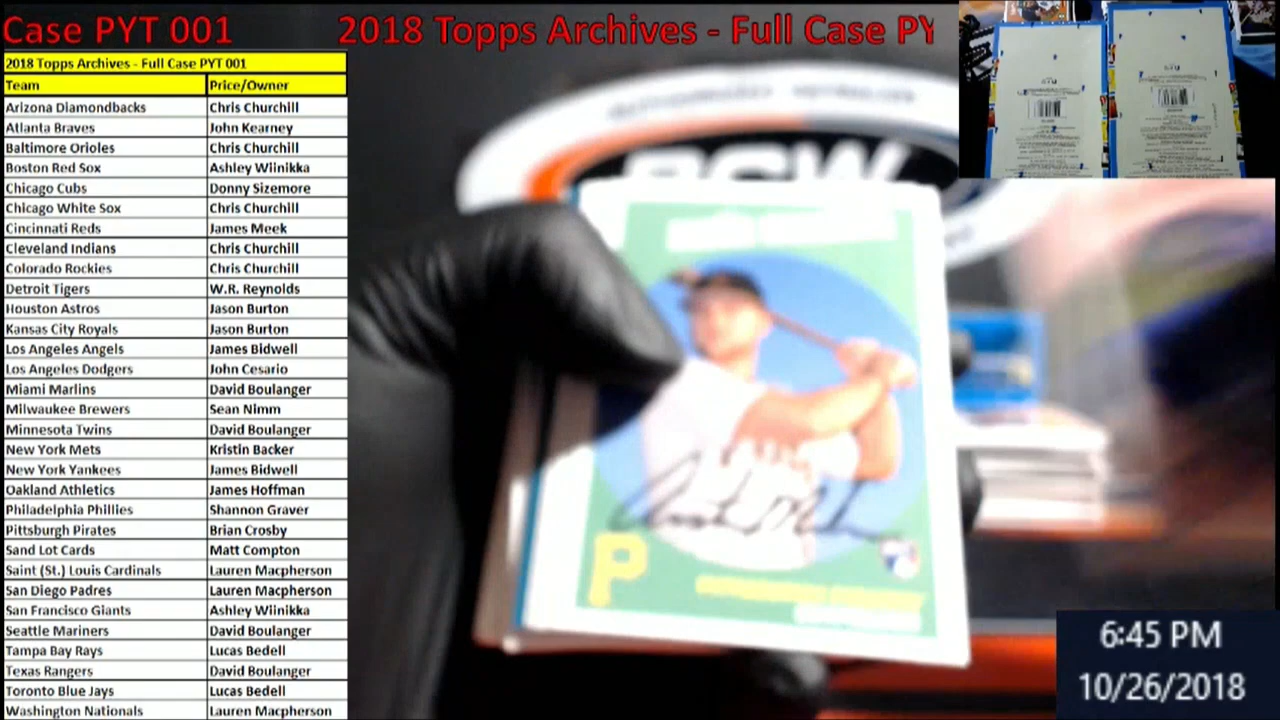 Case PYT 001 2018 Topps Archives - Full Case PY
2018 Topps Archives - Full Case PYT 001
Team Price/Owner
Arizona Diamondbacks Chris Churchill
Atlanta Braves John Kearney
Baltimore Orioles Chris Churchill
Boston Red Sox Ashley Wiinikka
Chicago Cubs Donny Sizemore
Chicago White Sox Chris Churchill
Cincinnati Reds James Meek
Cleveland Indians Chris Churchill
Colorado Rockies Chris Churchill
Detroit Tigers W.R. Reynolds
Houston Astros Jason Burton
Kansas City Royals Jason Burton
Los Angeles Angels James Bidwell
Los Angeles Dodgers John Cesario
Miami Marlins David Boulanger
Milwaukee Brewers Sean Nimm
Minnesota Twins David Boulanger
New York Mets Kristin Backer
New York Yankees James Bidwell
Oakland Athletics James Hoffman
Philadelphia Phillies Shannon Graver
Pittsburgh Pirates Brian Crosby
Sand Lot Cards Matt Compton
Saint (St.) Louis Cardinals Lauren Macpherson
San Diego Padres Lauren Macpherson
San Francisco Giants Ashley Wiinikka
Seattle Mariners David Boulanger
Tampa Bay Rays Lucas Bedell
Texas Rangers David Boulanger
Toronto Blue Jays Lucas Bedell
Washington Nationals Lauren Macpherson
BCW
P
6:45 PM
10/26/2018